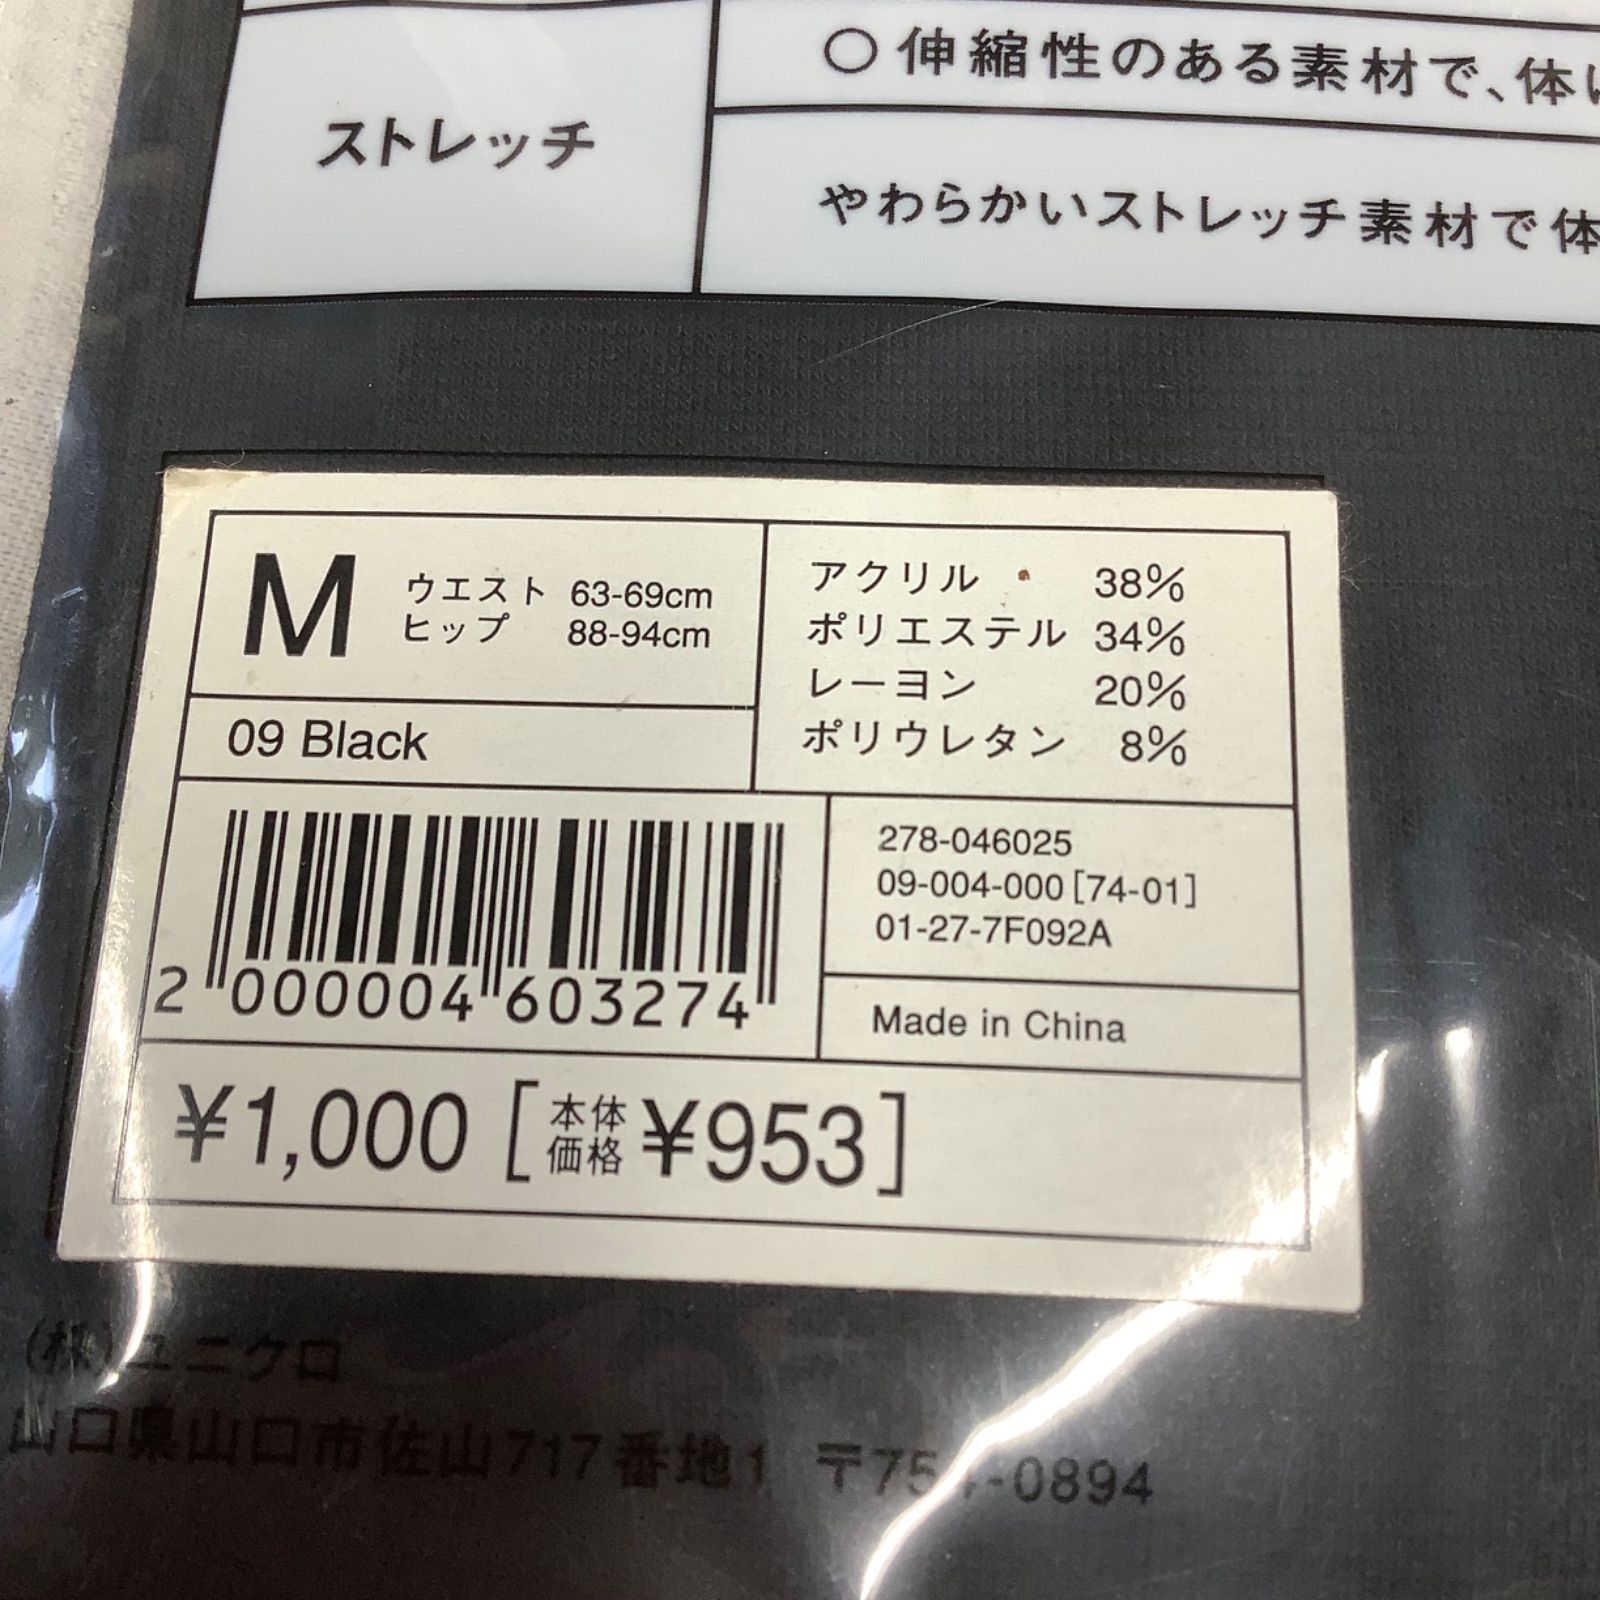 ストレッチ
○伸縮性のある素材で、体
やわらかいストレッチ素材で体
M
ウエスト 63-69cm
ヒップ 88-94cm
アクリル 38%
ポリエステル 34%
レーヨン 20%
ポリウレタン 8%
09 Black
2 000004 603274
278-046025
09-004-000 [74-01]
01-27-7F092A
Made in China
¥1,000 [本体価格 ¥953]
(株)ユニクロ
山口県山口市佐山717番地1 〒754-0894